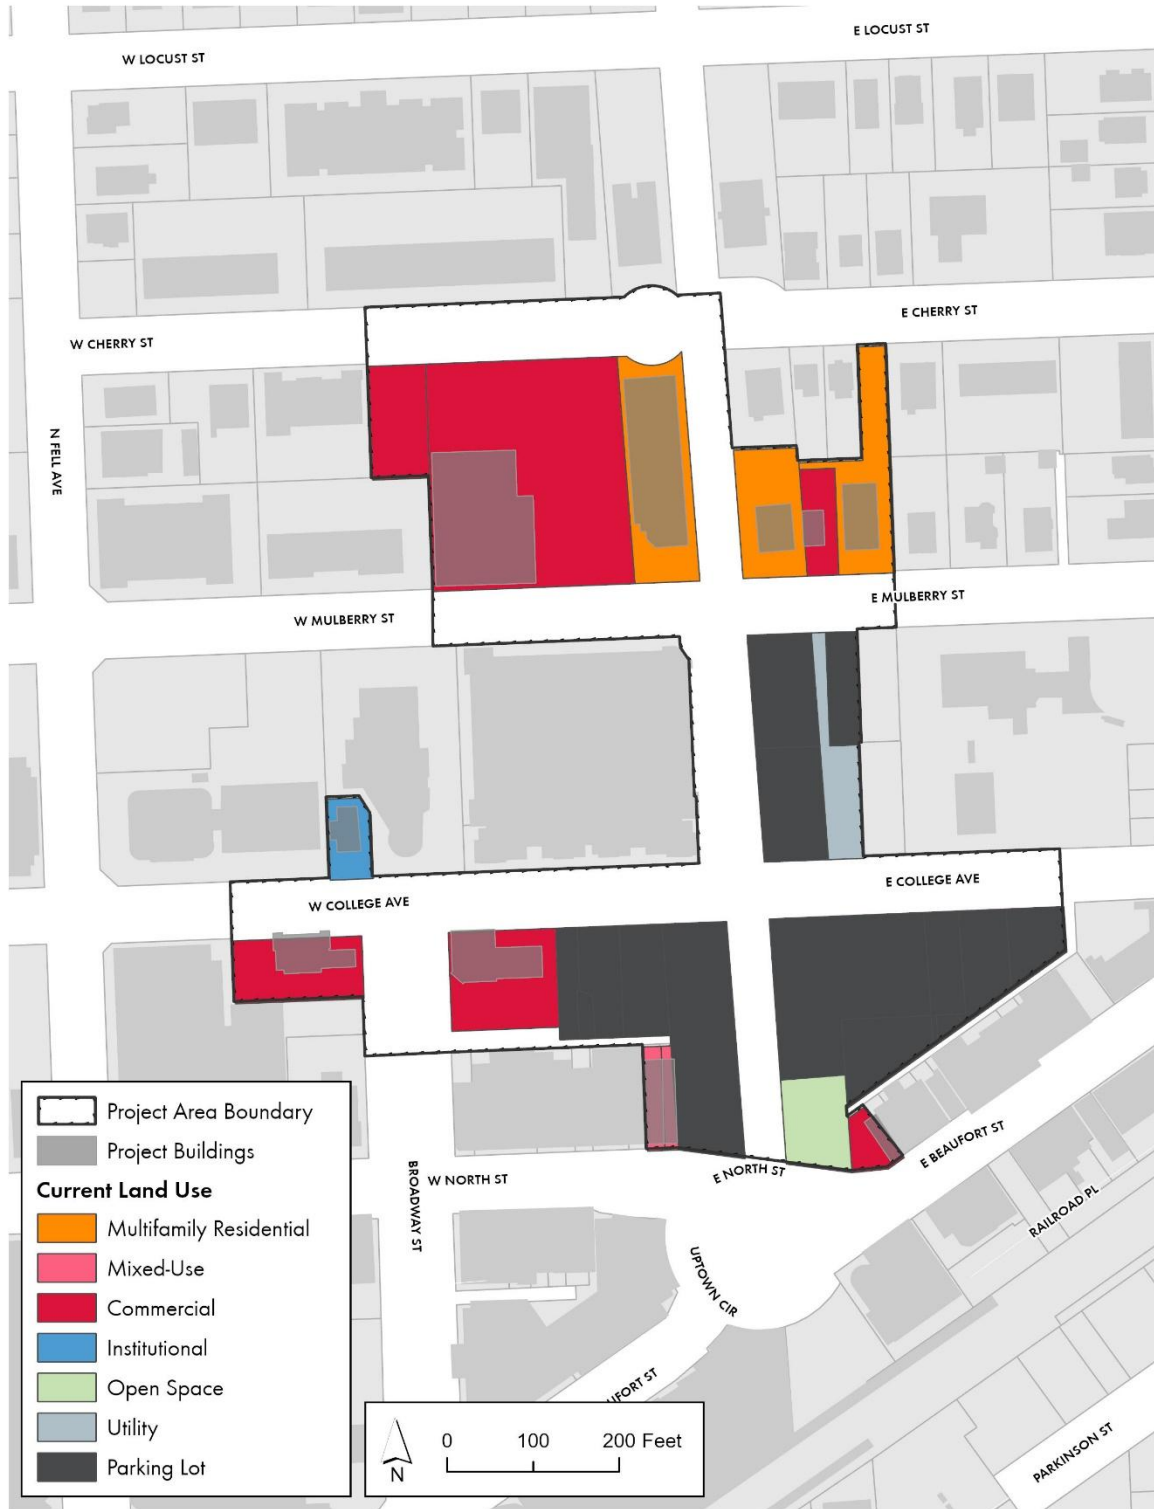 E LOCUST ST
W LOCUST ST
E CHERRY ST
W CHERRY ST
N FELL AVE
E MULBERRY ST
W MULBERRY ST
E COLLEGE AVE
W COLLEGE AVE
Project Area Boundary
Project Buildings
Current Land Use
Multifamily Residential
Mixed-Use
Commercial
Institutional
Open Space
Utility
Parking Lot
BROADWAY ST
W NORTH ST
E NORTH ST
E BEAUFORT ST
RAILROAD PL
UPTOWN CIR
UFORT ST
PARKINSON ST
N
0 100 200 Feet